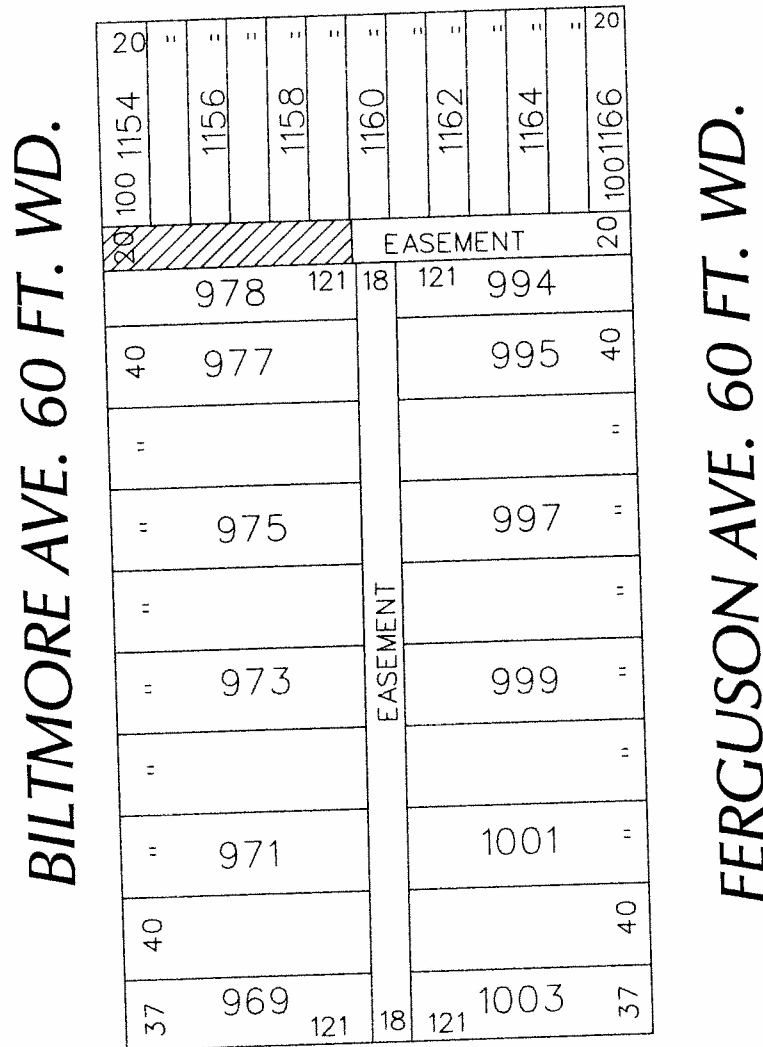 BILTMORE AVE. 60 FT. WD.
FERGUSON AVE. 60 FT. WD.
20 " " " " " " " " " " " 20
100 1154 1156 1158 1160 1162 1164 100 1166
20 EASEMENT 20
978 121 18 121 994
40 977 995 40
" "
" 975 997 "
" "
" 973 EASEMENT 999 "
" "
" 971 1001 "
40 40
37 969 121 18 121 1003 37